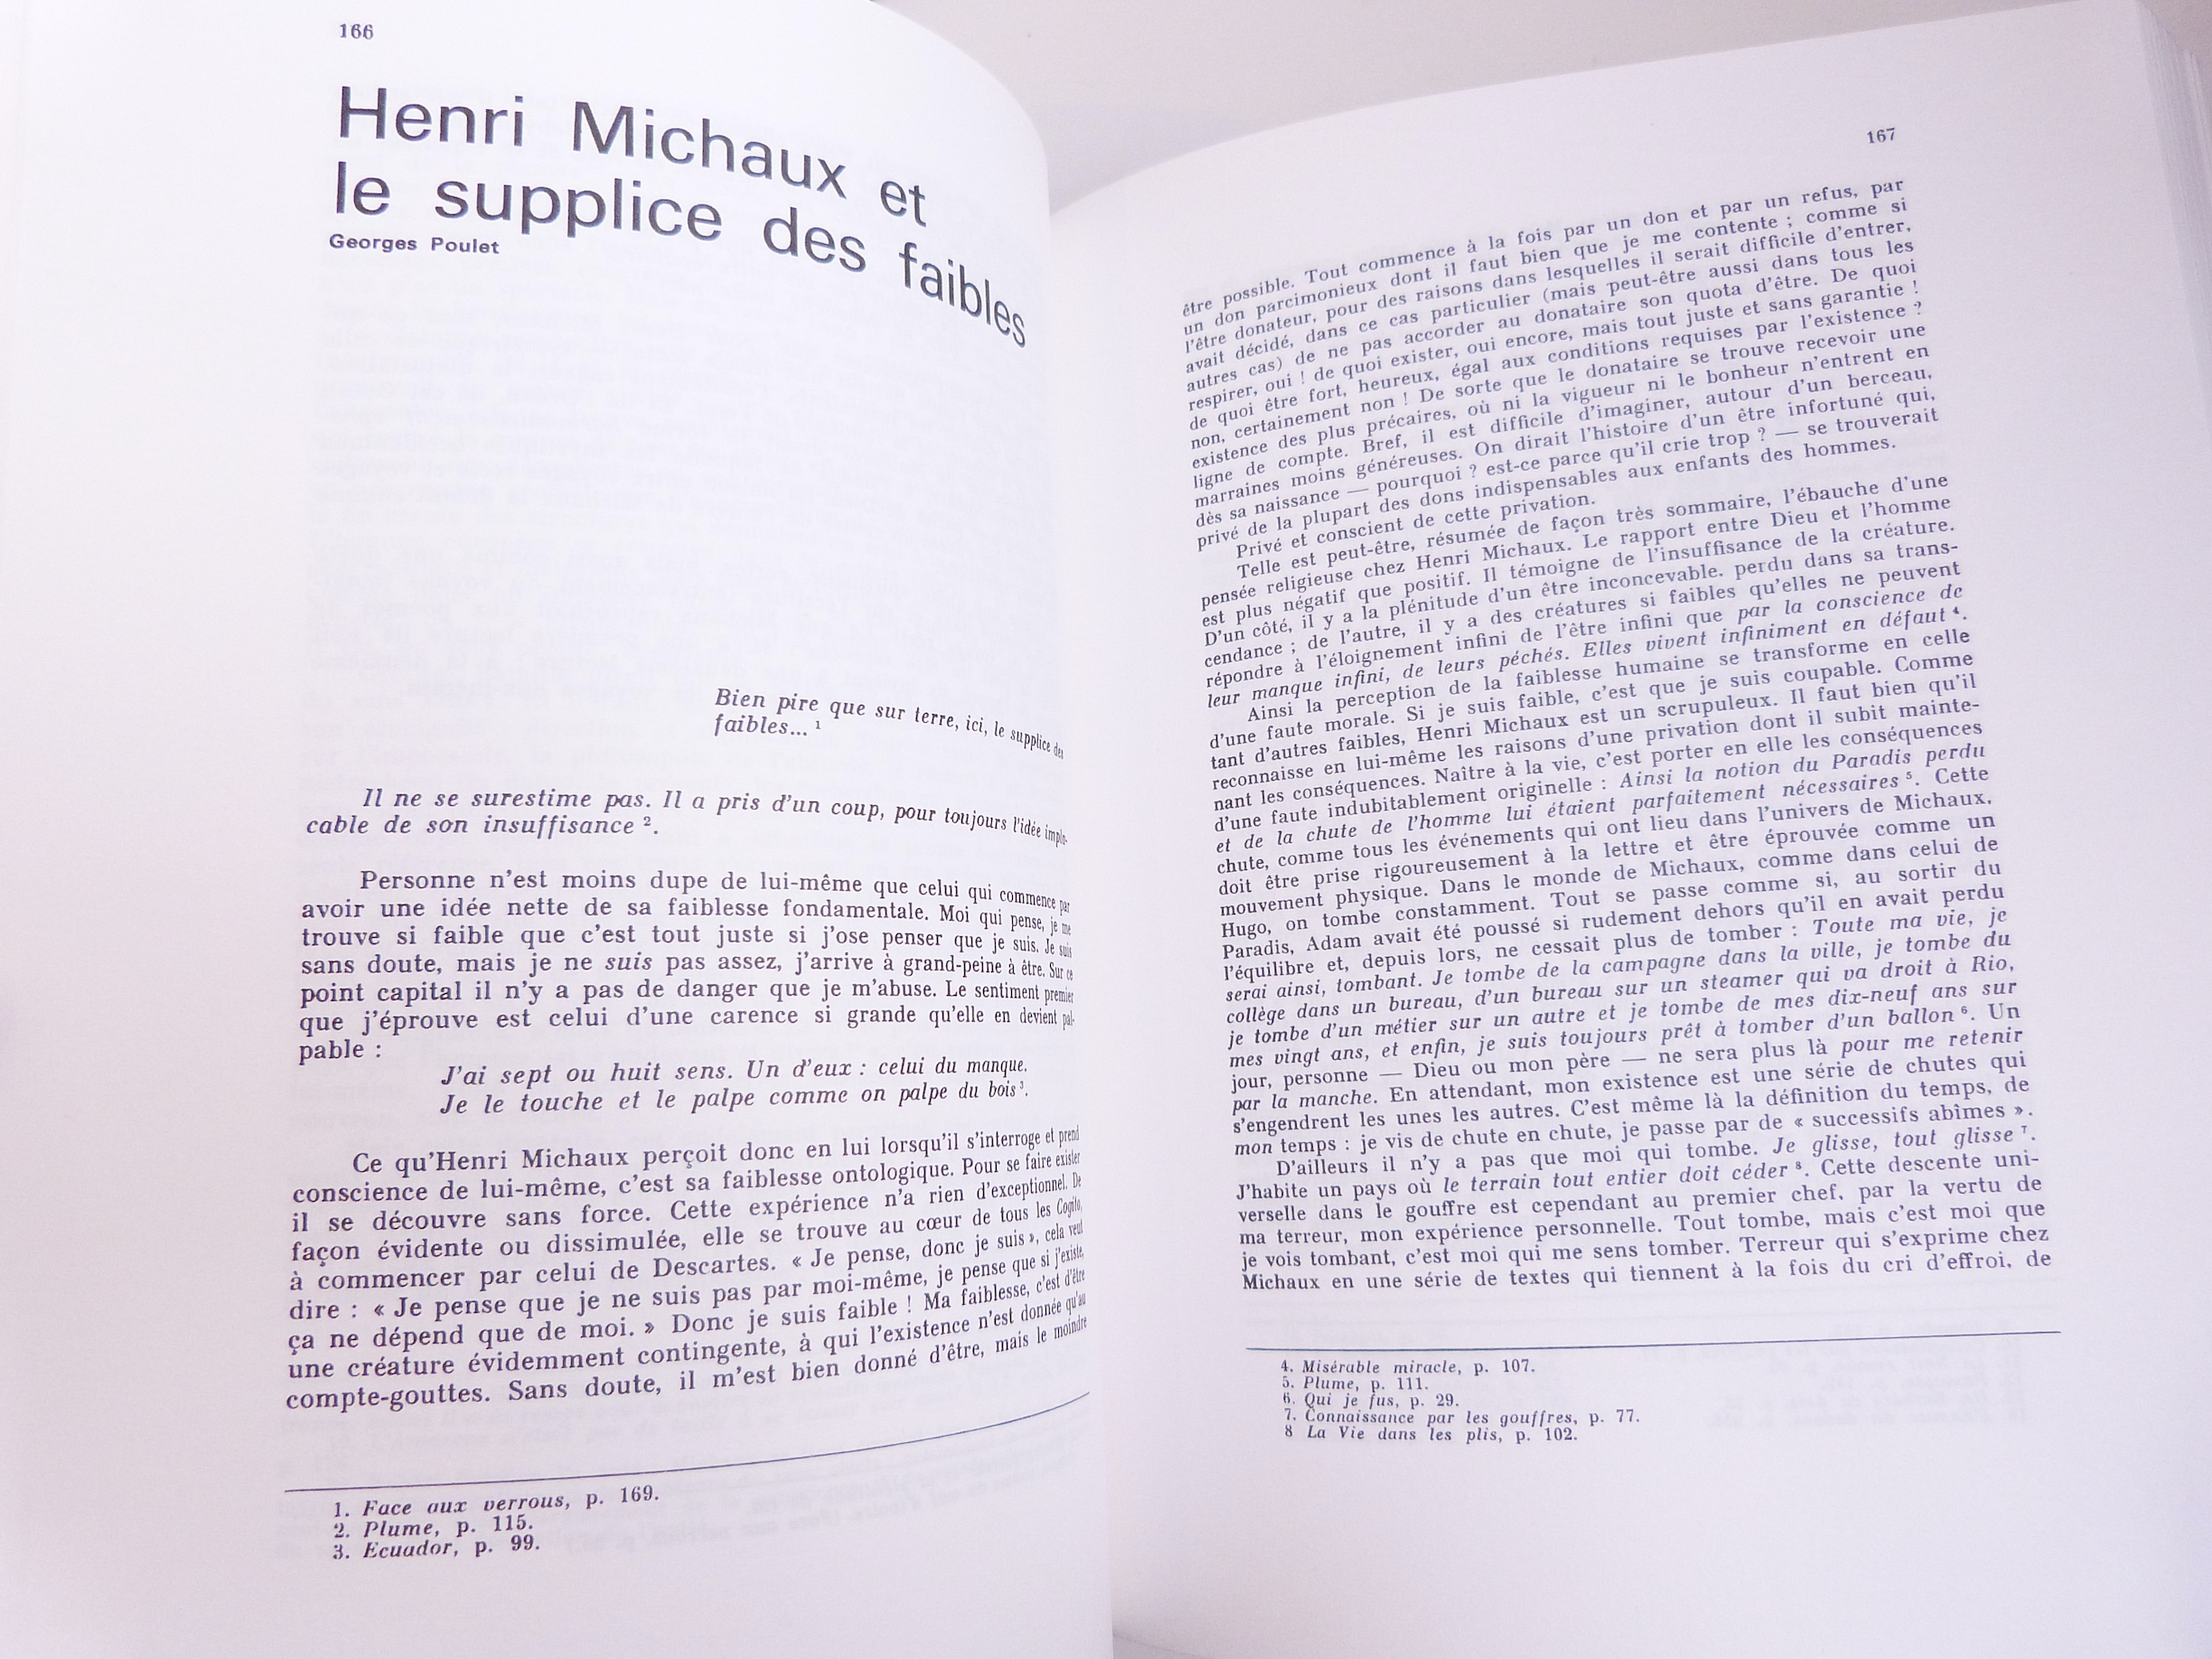 166
Henri Michaux et
le supplice des faibles
Georges Poulet
Bien pire que sur terre, ici, le supplice des
faibles... ¹
Il ne se surestime pas. Il a pris d'un coup, pour toujours l'idée impla-
cable de son insuffisance ².
Personne n'est moins dupe de lui-même que celui qui commence par
avoir une idée nette de sa faiblesse fondamentale. Moi qui pense, je me
trouve si faible que c'est tout juste si j'ose penser que je suis. Je suis
sans doute, mais je ne suis pas assez, j'arrive à grand-peine à être. Sur ce
point capital il n'y a pas de danger que je m'abuse. Le sentiment premier
que j'éprouve est celui d'une carence si grande qu'elle en devient pal-
pable :
J'ai sept ou huit sens. Un d'eux : celui du manque.
Je le touche et le palpe comme on palpe du bois ³.
Ce qu'Henri Michaux perçoit donc en lui lorsqu'il s'interroge et prend
conscience de lui-même, c'est sa faiblesse ontologique. Pour se faire exister
il se découvre sans force. Cette expérience n'a rien d'exceptionnel. De
façon évidente ou dissimulée, elle se trouve au cœur de tous les Cogito,
à commencer par celui de Descartes. « Je pense, donc je suis », cela veut
dire : « Je pense que je ne suis pas par moi-même, je pense que si j'existe,
ça ne dépend que de moi. » Donc je suis faible ! Ma faiblesse, c'est d'être
une créature évidemment contingente, à qui l'existence n'est donnée qu'au
compte-gouttes. Sans doute, il m'est bien donné d'être, mais le moindre
1. Face aux verrous, p. 169.
2. Plume, p. 115.
3. Ecuador, p. 99.
167
être possible. Tout commence à la fois par un don et par un refus, par
un don parcimonieux dont il faut bien que je me contente ; comme si
l'être donateur, pour des raisons dans lesquelles il serait difficile d'entrer,
avait décidé, dans ce cas particulier (mais peut-être aussi dans tous les
autres cas) de ne pas accorder au donataire son quota d'être. De quoi
respirer, oui ! de quoi exister, oui encore, mais tout juste et sans garantie !
de quoi être fort, heureux, égal aux conditions requises par l'existence ?
non, certainement non ! De sorte que le donataire se trouve recevoir une
existence des plus précaires, où ni la vigueur ni le bonheur n'entrent en
ligne de compte. Bref, il est difficile d'imaginer, autour d'un berceau,
marraines moins généreuses. On dirait l'histoire d'un être infortuné qui,
dès sa naissance — pourquoi ? est-ce parce qu'il crie trop ? — se trouverait
privé de la plupart des dons indispensables aux enfants des hommes.
Privé et conscient de cette privation.
Telle est peut-être, résumée de façon très sommaire, l'ébauche d'une
pensée religieuse chez Henri Michaux. Le rapport entre Dieu et l'homme
est plus négatif que positif. Il témoigne de l'insuffisance de la créature.
D'un côté, il y a la plénitude d'un être inconcevable. perdu dans sa trans-
cendance ; de l'autre, il y a des créatures si faibles qu'elles ne peuvent
répondre à l'éloignement infini de l'être infini que par la conscience de
leur manque infini, de leurs péchés. Elles vivent infiniment en défaut ⁴.
Ainsi la perception de la faiblesse humaine se transforme en celle
d'une faute morale. Si je suis faible, c'est que je suis coupable. Comme
tant d'autres faibles, Henri Michaux est un scrupuleux. Il faut bien qu'il
reconnaisse en lui-même les raisons d'une privation dont il subit mainte-
nant les conséquences. Naître à la vie, c'est porter en elle les conséquences
d'une faute indubitablement originelle : Ainsi la notion du Paradis perdu
et de la chute de l'homme lui étaient parfaitement nécessaires ⁵. Cette
chute, comme tous les événements qui ont lieu dans l'univers de Michaux,
doit être prise rigoureusement à la lettre et être éprouvée comme un
mouvement physique. Dans le monde de Michaux, comme dans celui de
Hugo, on tombe constamment. Tout se passe comme si, au sortir du
Paradis, Adam avait été poussé si rudement dehors qu'il en avait perdu
l'équilibre et, depuis lors, ne cessait plus de tomber : Toute ma vie, je
serai ainsi, tombant. Je tombe de la campagne dans la ville, je tombe du
collège dans un bureau, d'un bureau sur un steamer qui va droit à Rio,
je tombe d'un métier sur un autre et je tombe de mes dix-neuf ans sur
mes vingt ans, et enfin, je suis toujours prêt à tomber d'un ballon ⁶. Un
jour, personne — Dieu ou mon père — ne sera plus là pour me retenir
par la manche. En attendant, mon existence est une série de chutes qui
s'engendrent les unes les autres. C'est même là la définition du temps, de
mon temps : je vis de chute en chute, je passe par de « successifs abîmes ».
D'ailleurs il n'y a pas que moi qui tombe. Je glisse, tout glisse ⁷.
J'habite un pays où le terrain tout entier doit céder ⁸. Cette descente uni-
verselle dans le gouffre est cependant au premier chef, par la vertu de
ma terreur, mon expérience personnelle. Tout tombe, mais c'est moi que
je vois tombant, c'est moi qui me sens tomber. Terreur qui s'exprime chez
Michaux en une série de textes qui tiennent à la fois du cri d'effroi, de
4. Misérable miracle, p. 107.
5. Plume, p. 111.
6. Qui je fus, p. 29.
7. Connaissance par les gouffres, p. 77.
8 La Vie dans les plis, p. 102.